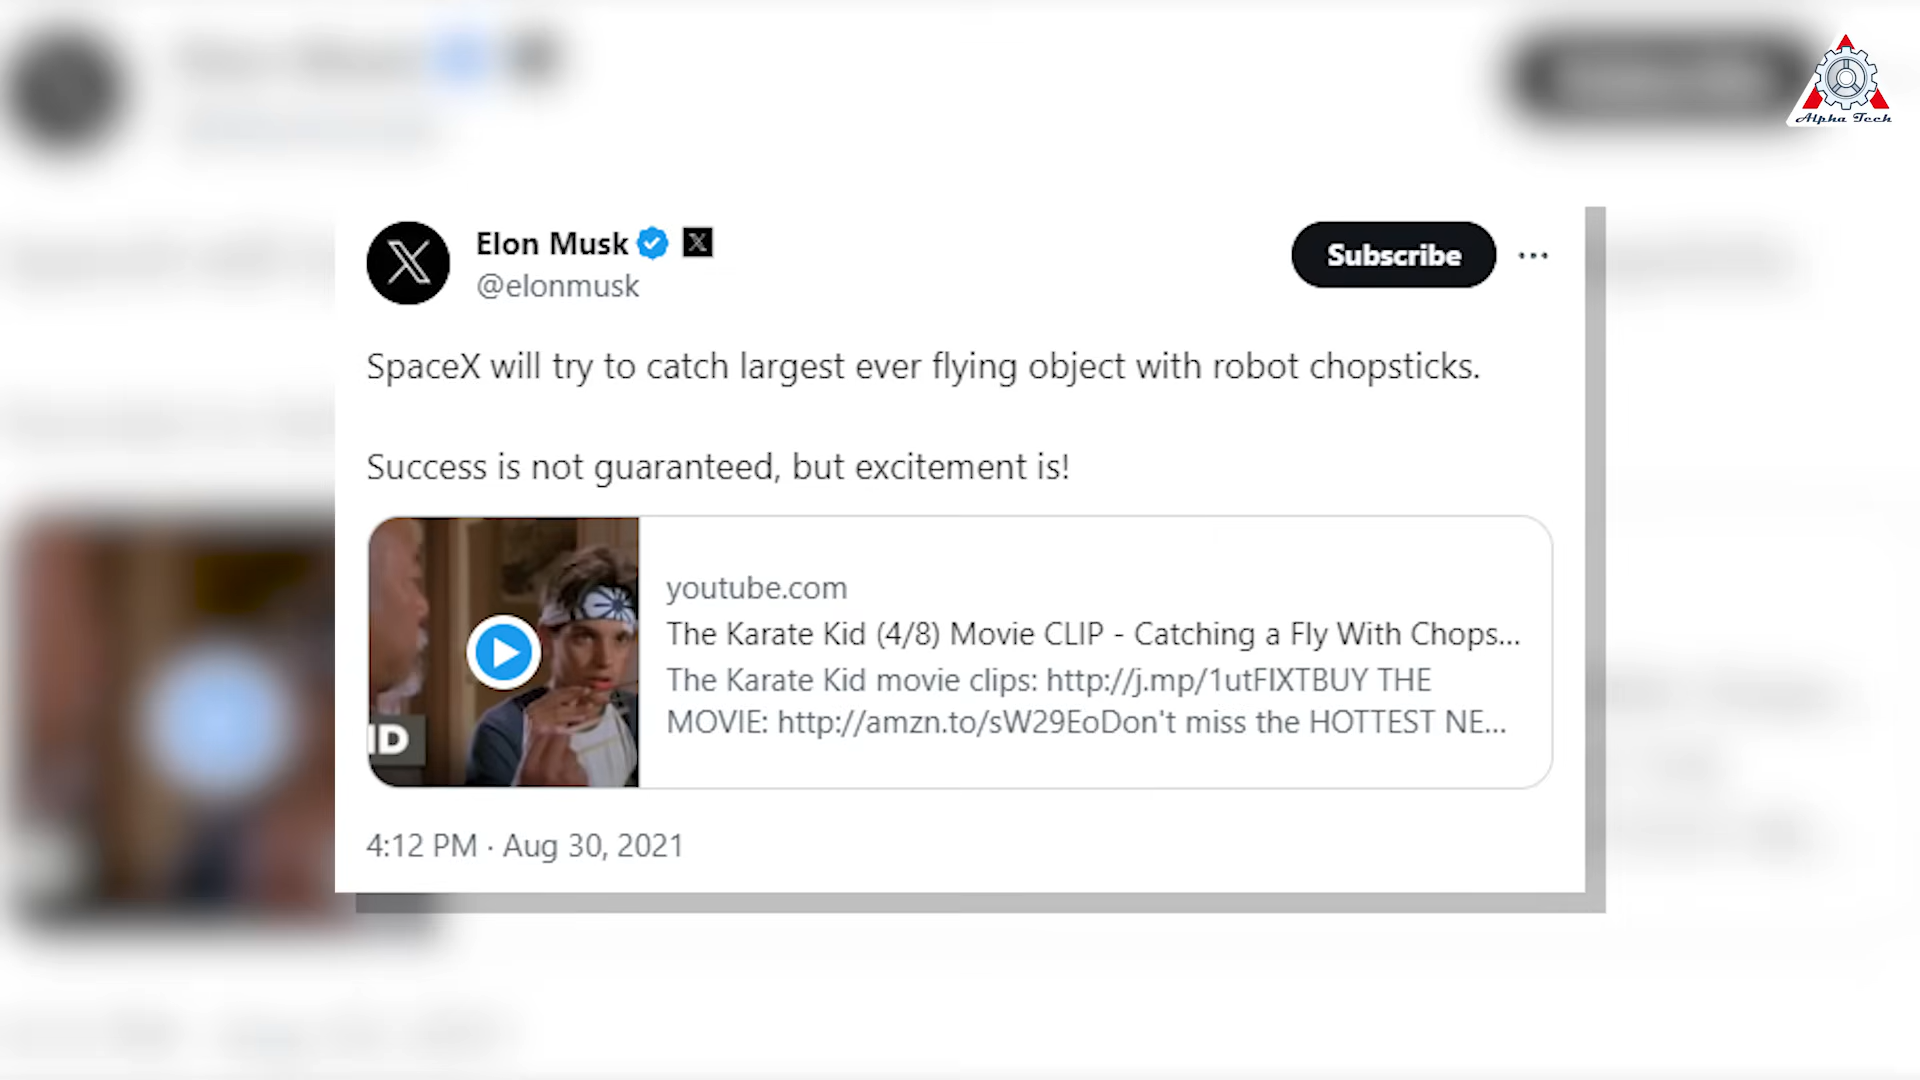 Alpha Tech
Elon Musk
@elonmusk
Subscribe
SpaceX will try to catch largest ever flying object with robot chopsticks.
Success is not guaranteed, but excitement is!
youtube.com
The Karate Kid (4/8) Movie CLIP - Catching a Fly With Chops...
The Karate Kid movie clips: http://j.mp/1utFIXTBUY THE
MOVIE: http://amzn.to/sW29EoDon't miss the HOTTEST NE...
ID
4:12 PM · Aug 30, 2021